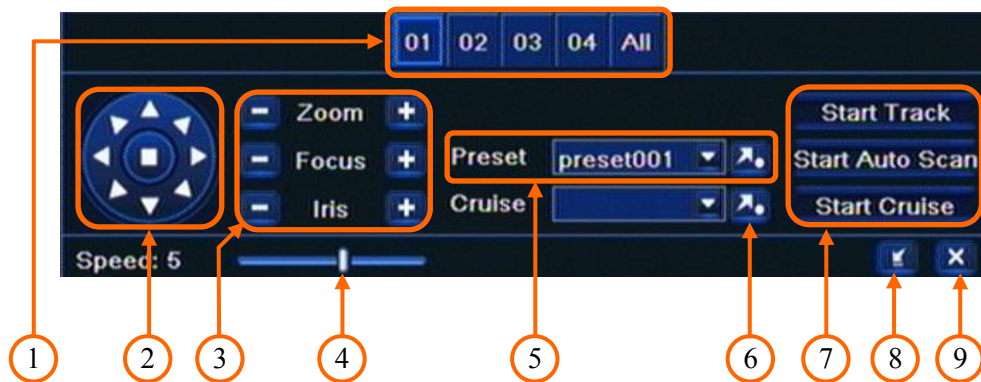 01 02 03 04 All
Zoom
Focus
Iris
Preset preset001
Cruise
Start Track
Start Auto Scan
Start Cruise
Speed: 5
1 2 3 4 5 6 7 8 9